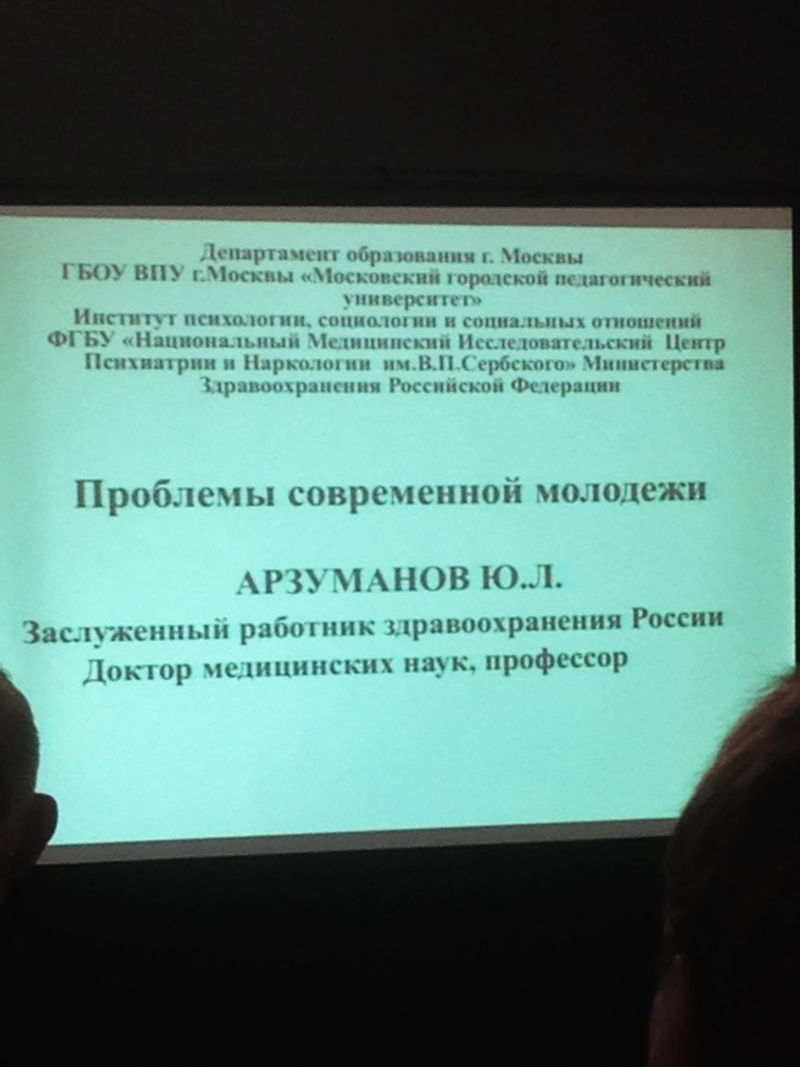 Департамент образования г. Москвы
ГБОУ ВПУ г.Москвы «Московский городской педагогический
университет»
Институт психологии, социологии и социальных отношений
ФГБУ «Национальный Медицинский Исследовательский Центр
Психиатрии и Наркологии им.В.П.Сербского» Министерства
Здравоохранения Российской Федерации
Проблемы современной молодежи
АРЗУМАНОВ Ю.Л.
Заслуженный работник здравоохранения России
Доктор медицинских наук, профессор